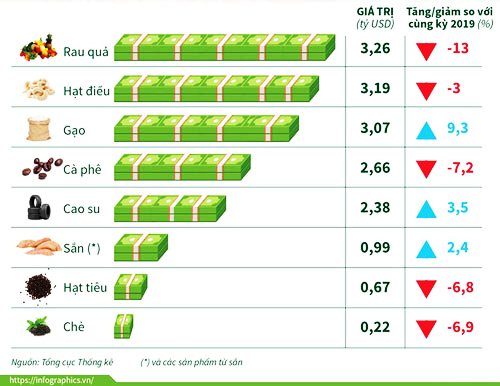 GIÁ TRỊ Tăng/giảm so với
(tỷ USD) cùng kỳ 2019 (%)
Rau quả 3,26 -13
Hạt điều 3,19 -3
Gạo 3,07 9,3
Cà phê 2,66 -7,2
Cao su 2,38 3,5
Sắn (*) 0,99 2,4
Hạt tiêu 0,67 -6,8
Chè 0,22 -6,9
Nguồn: Tổng cục Thống kê (*) và các sản phẩm từ sắn
https://infographics.vn/